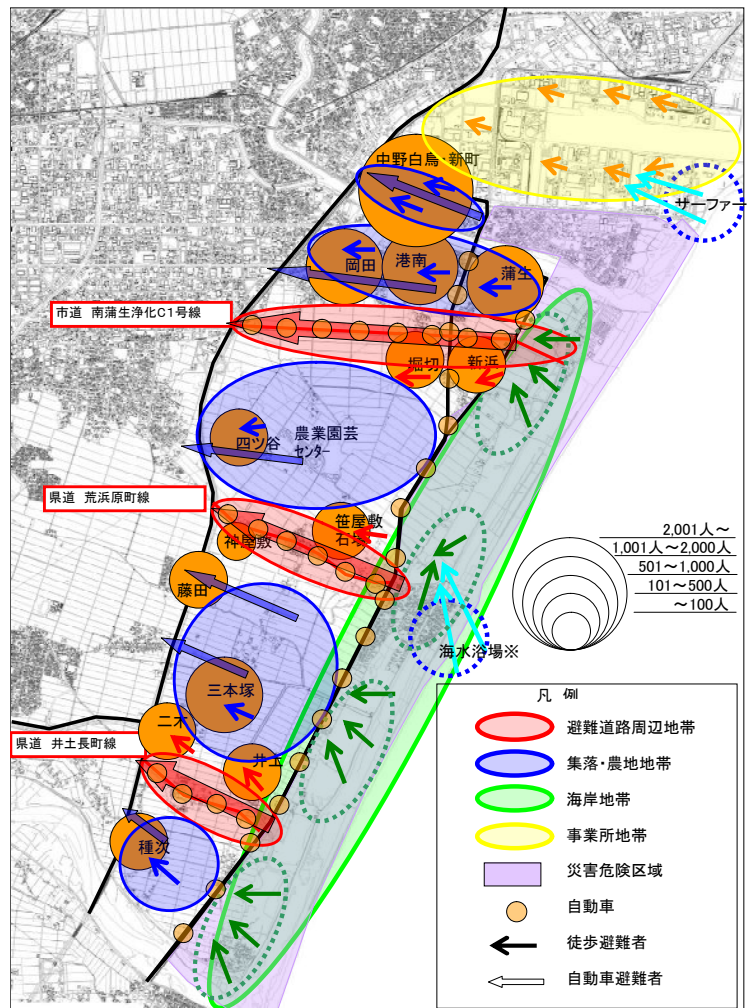 中野白鳥・新町
サーファー
岡田
港南
蒲生
市道 南蒲生浄化C1号線
堀切
新浜
四ツ谷
農業園芸
センター
県道 荒浜原町線
笹屋敷
石場
神屋敷
2,001人～
1,001人～2,000人
501～1,000人
101～500人
～100人
藤田
海水浴場※
三本塚
二木
県道 井土長町線
井土
種次
凡 例
避難道路周辺地帯
集落・農地地帯
海岸地帯
事業所地帯
災害危険区域
自動車
徒歩避難者
自動車避難者